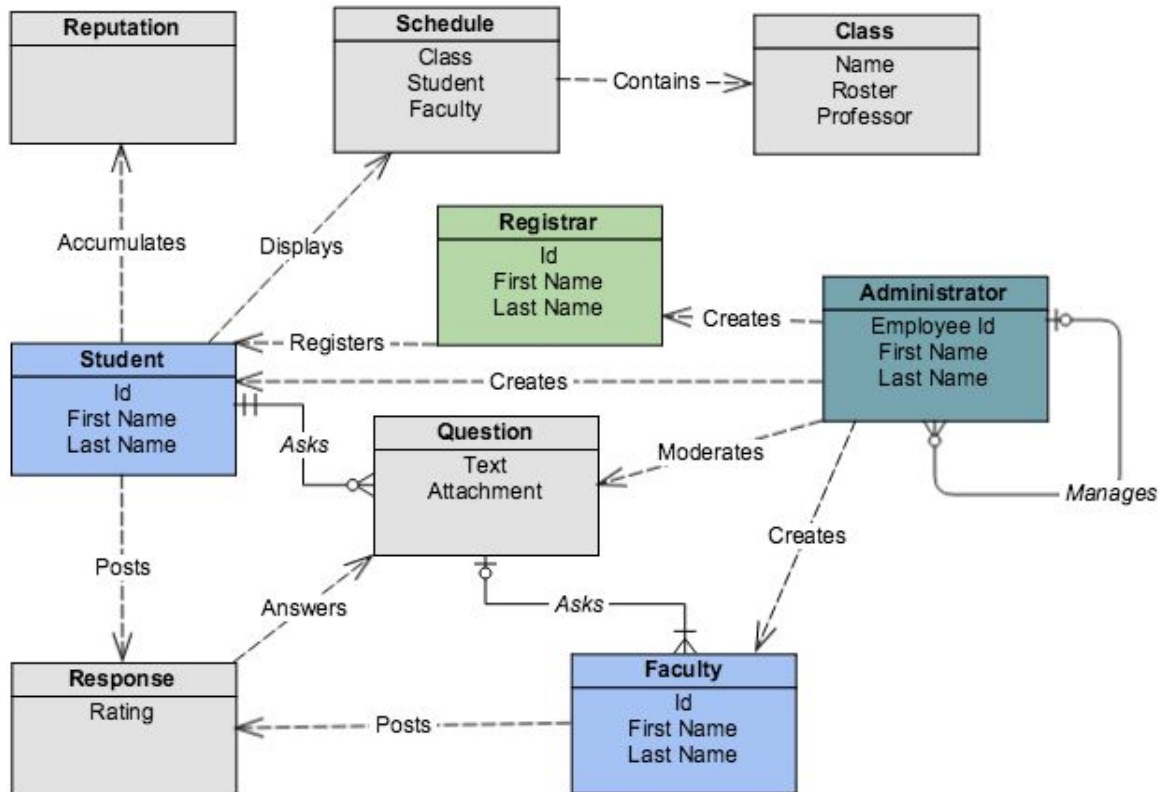 Reputation
Schedule
Class
Student
Faculty
Contains
Class
Name
Roster
Professor
Accumulates
Displays
Registrar
Id
First Name
Last Name
Creates
Administrator
Employee Id
First Name
Last Name
Registers
Creates
Student
Id
First Name
Last Name
Asks
Question
Text
Attachment
Moderates
Manages
Creates
Posts
Answers
Asks
Response
Rating
Posts
Faculty
Id
First Name
Last Name